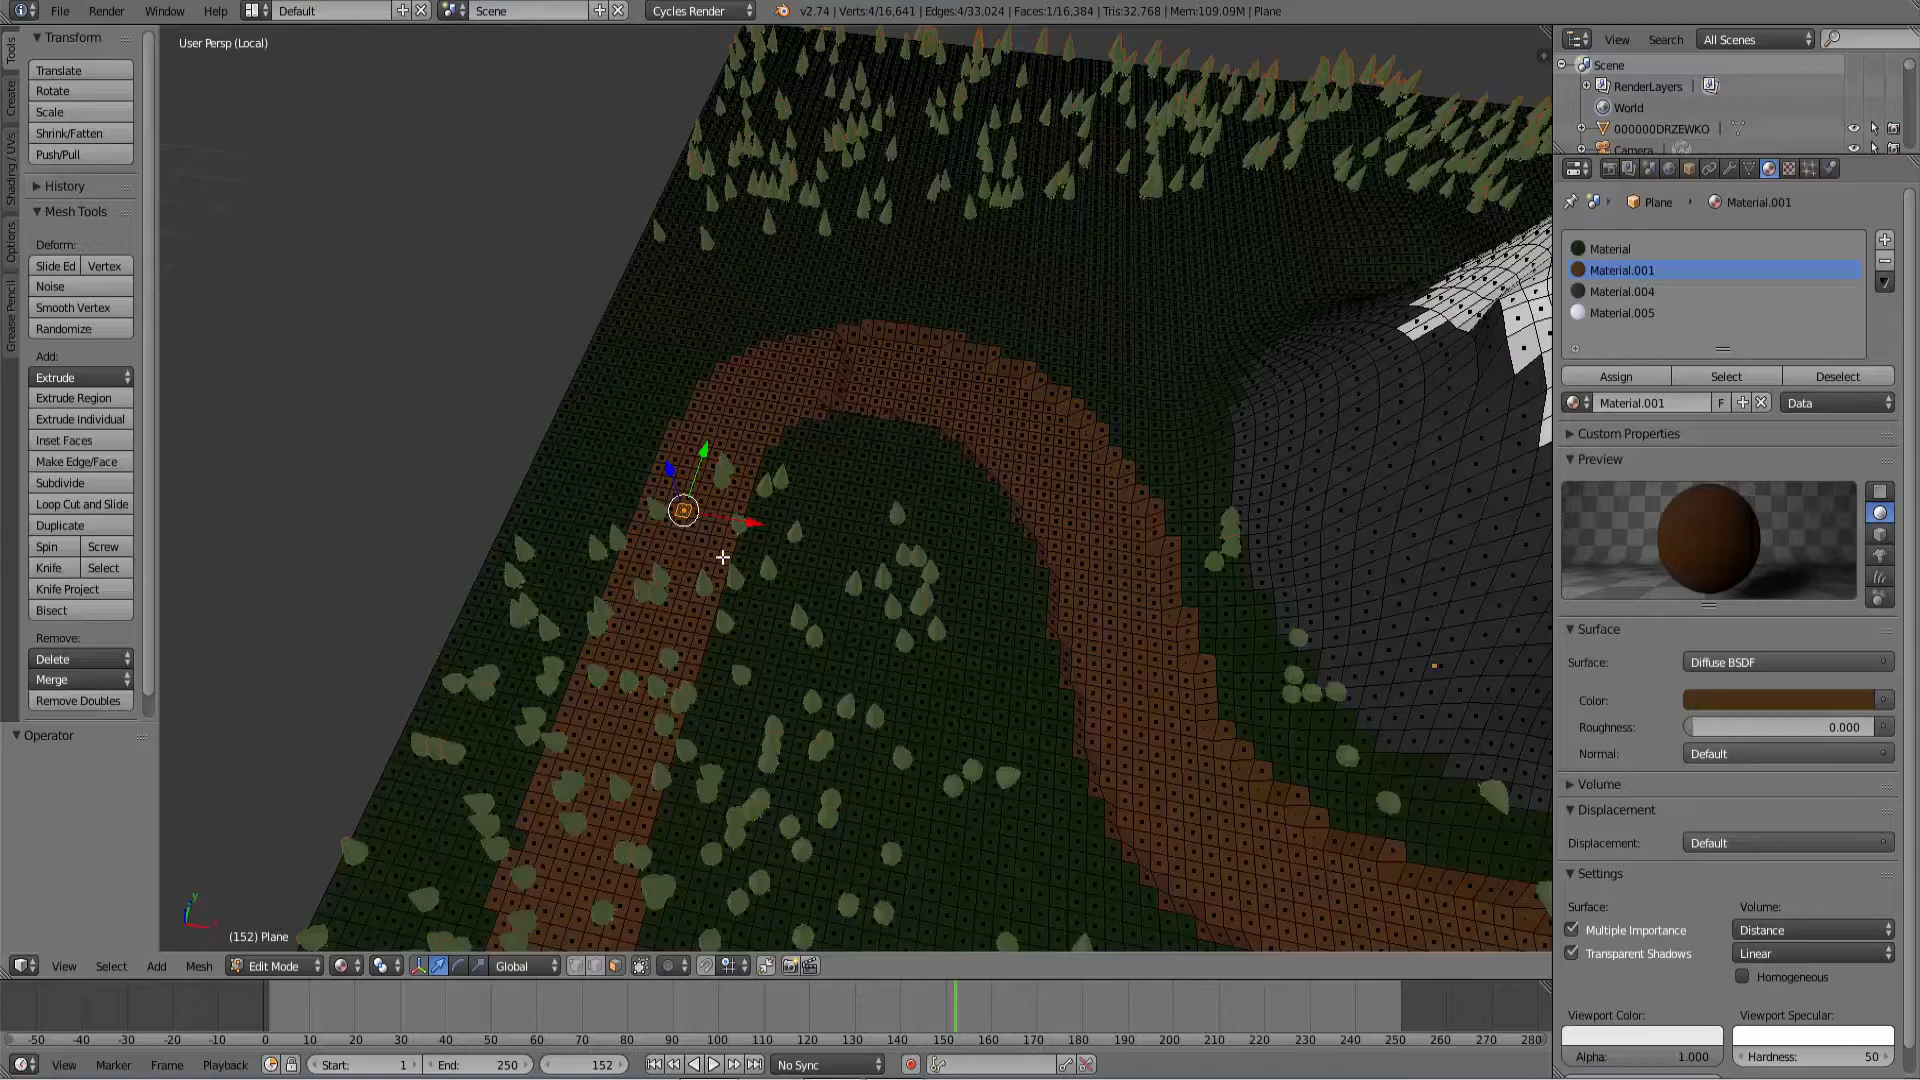 File Render Window Help Default Scene Cycles Render v2.74 | Verts:4/16,641 | Edges:4/33,024 | Faces:1/16,384 | Tris:32,768 | Mem:109.09M | Plane
Tools
Create
Shading / UVs
Options
Grease Pencil
Transform
Translate
Rotate
Scale
Shrink/Fatten
Push/Pull
History
Mesh Tools
Deform:
Slide Ed Vertex
Noise
Smooth Vertex
Randomize
Add:
Extrude
Extrude Region
Extrude Individual
Inset Faces
Make Edge/Face
Subdivide
Loop Cut and Slide
Duplicate
Spin Screw
Knife Select
Knife Project
Bisect
Remove:
Delete
Merge
Remove Doubles
Operator
User Persp (Local)
y
(152) Plane
View Select Add Mesh Edit Mode Global
-50 -40 -30 -20 -10 0 10 20 30 40 50 60 70 80 90 100 110 120 130 140 150 160 170 180 190 200 210 220 230 240 250 260 270 280
View Marker Frame Playback Start: 1 End: 250 152 No Sync
View Search All Scenes
Scene
RenderLayers
World
000000DRZEWKO
Camera
Plane Material.001
Material
Material.001
Material.004
Material.005
Assign Select Deselect
Material.001 F Data
Custom Properties
Preview
Surface
Surface: Diffuse BSDF
Color:
Roughness: 0.000
Normal: Default
Volume
Displacement
Displacement: Default
Settings
Surface: Volume:
Multiple Importance Distance
Transparent Shadows Linear
Homogeneous
Viewport Color: Viewport Specular:
Alpha: 1.000 Hardness: 50